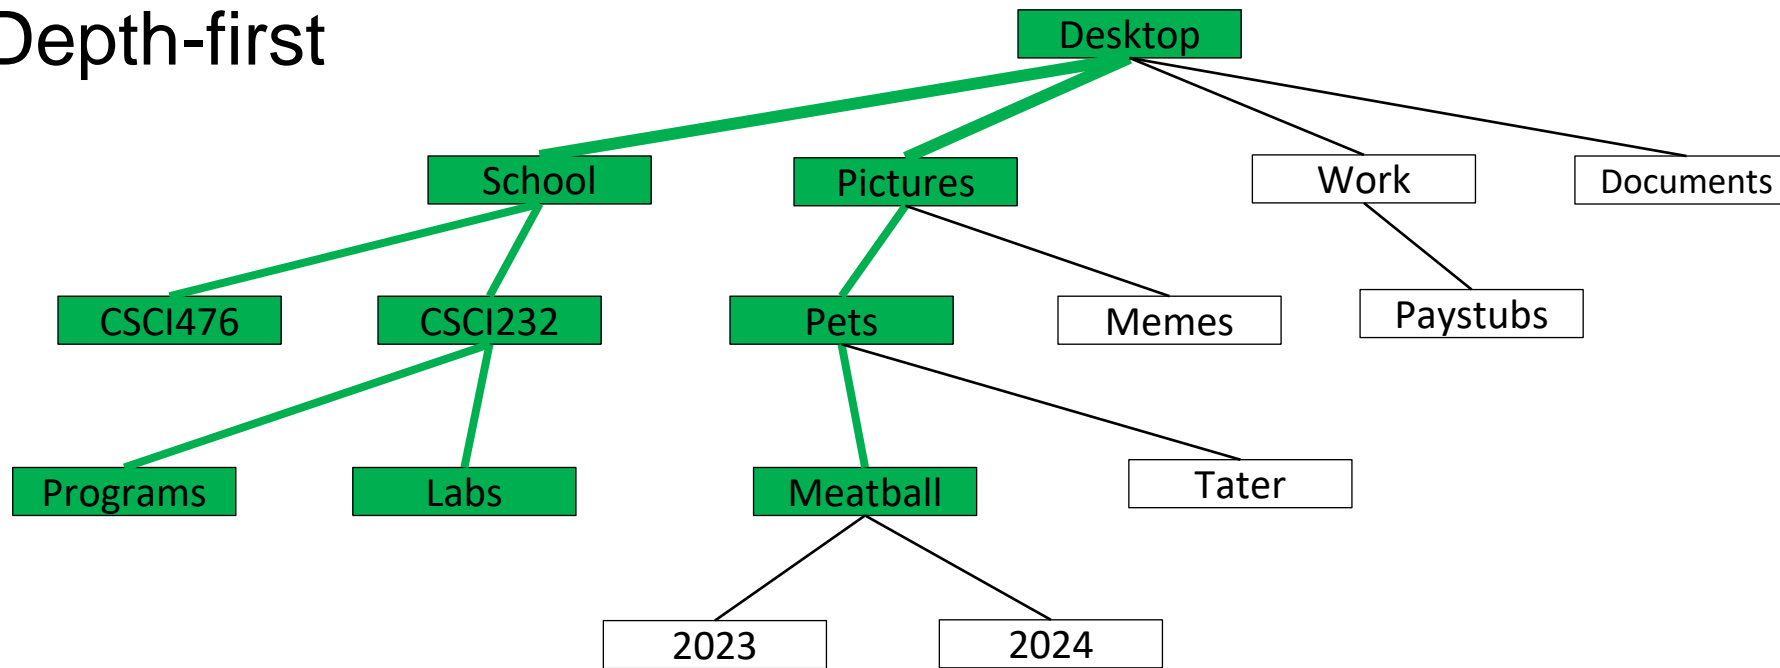 Depth-first
Desktop
School
Pictures
Work
Documents
CSCI476
CSCI232
Pets
Memes
Paystubs
Programs
Labs
Meatball
Tater
2023
2024